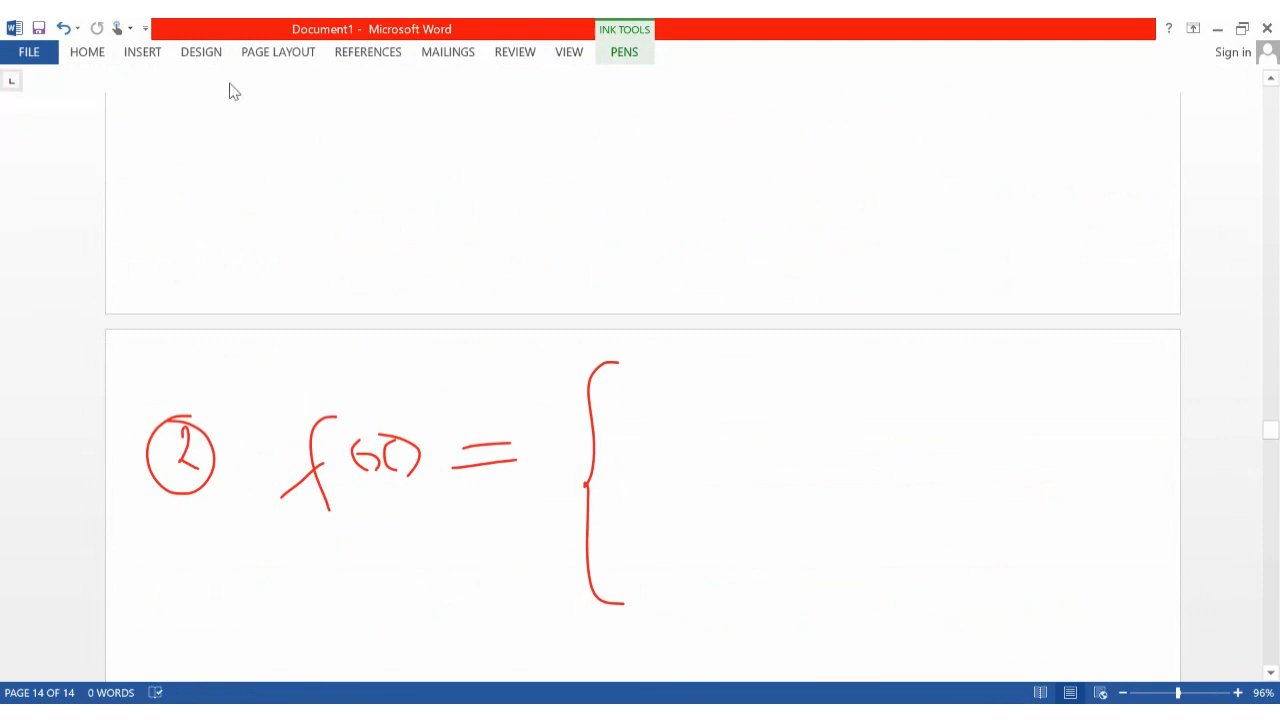 Document1 - Microsoft Word
INK TOOLS
?
FILE HOME INSERT DESIGN PAGE LAYOUT REFERENCES MAILINGS REVIEW VIEW PENS
Sign in
② f(x) = {
PAGE 14 OF 14 0 WORDS
96%